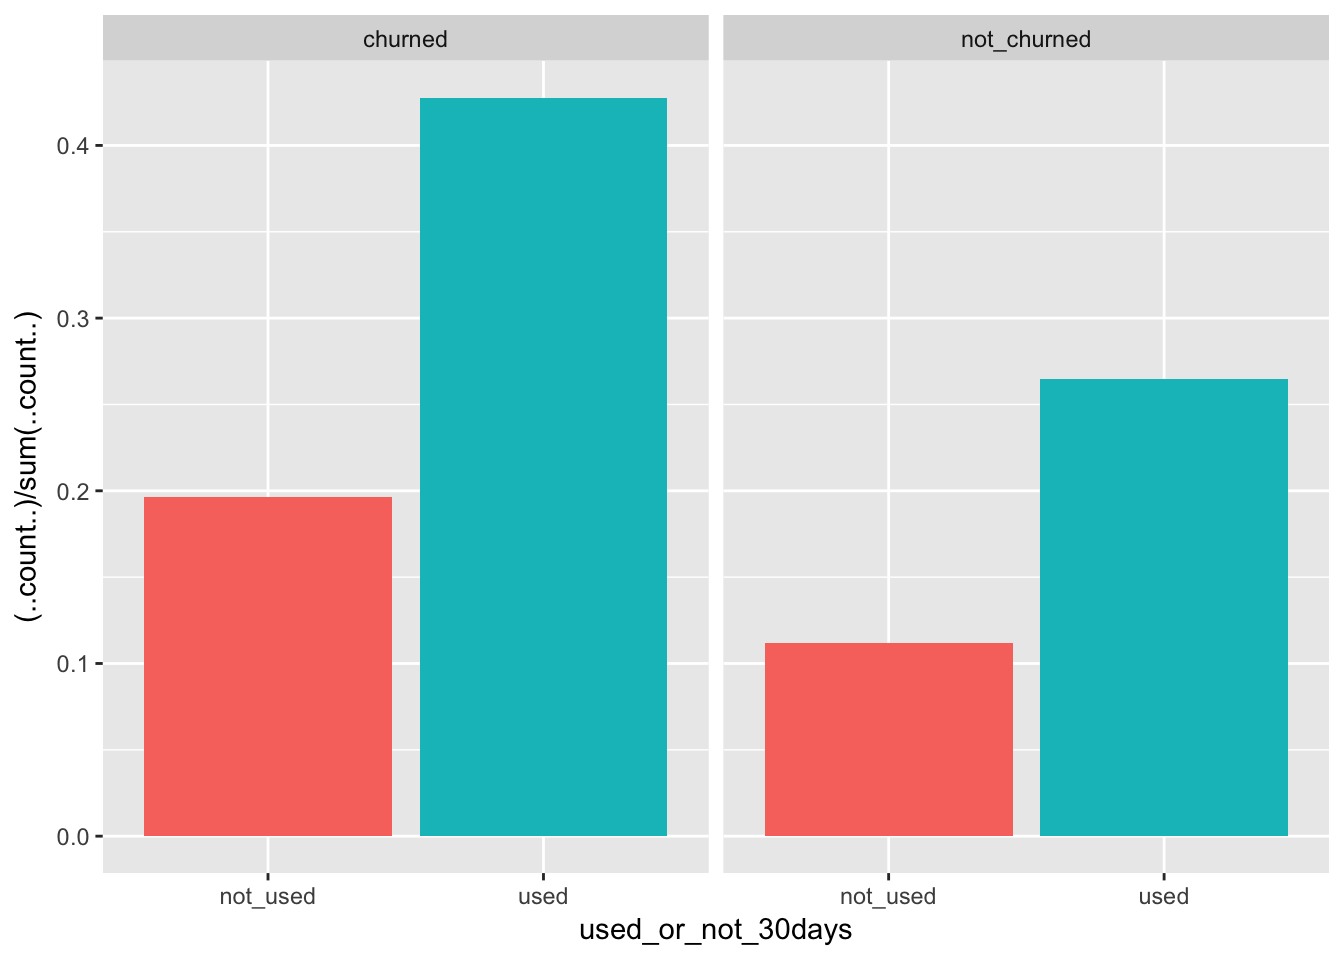 churned
not_churned
(..count..)/sum(..count..)
0.4
0.3
0.2
0.1
0.0
not_used
used
not_used
used
used_or_not_30days